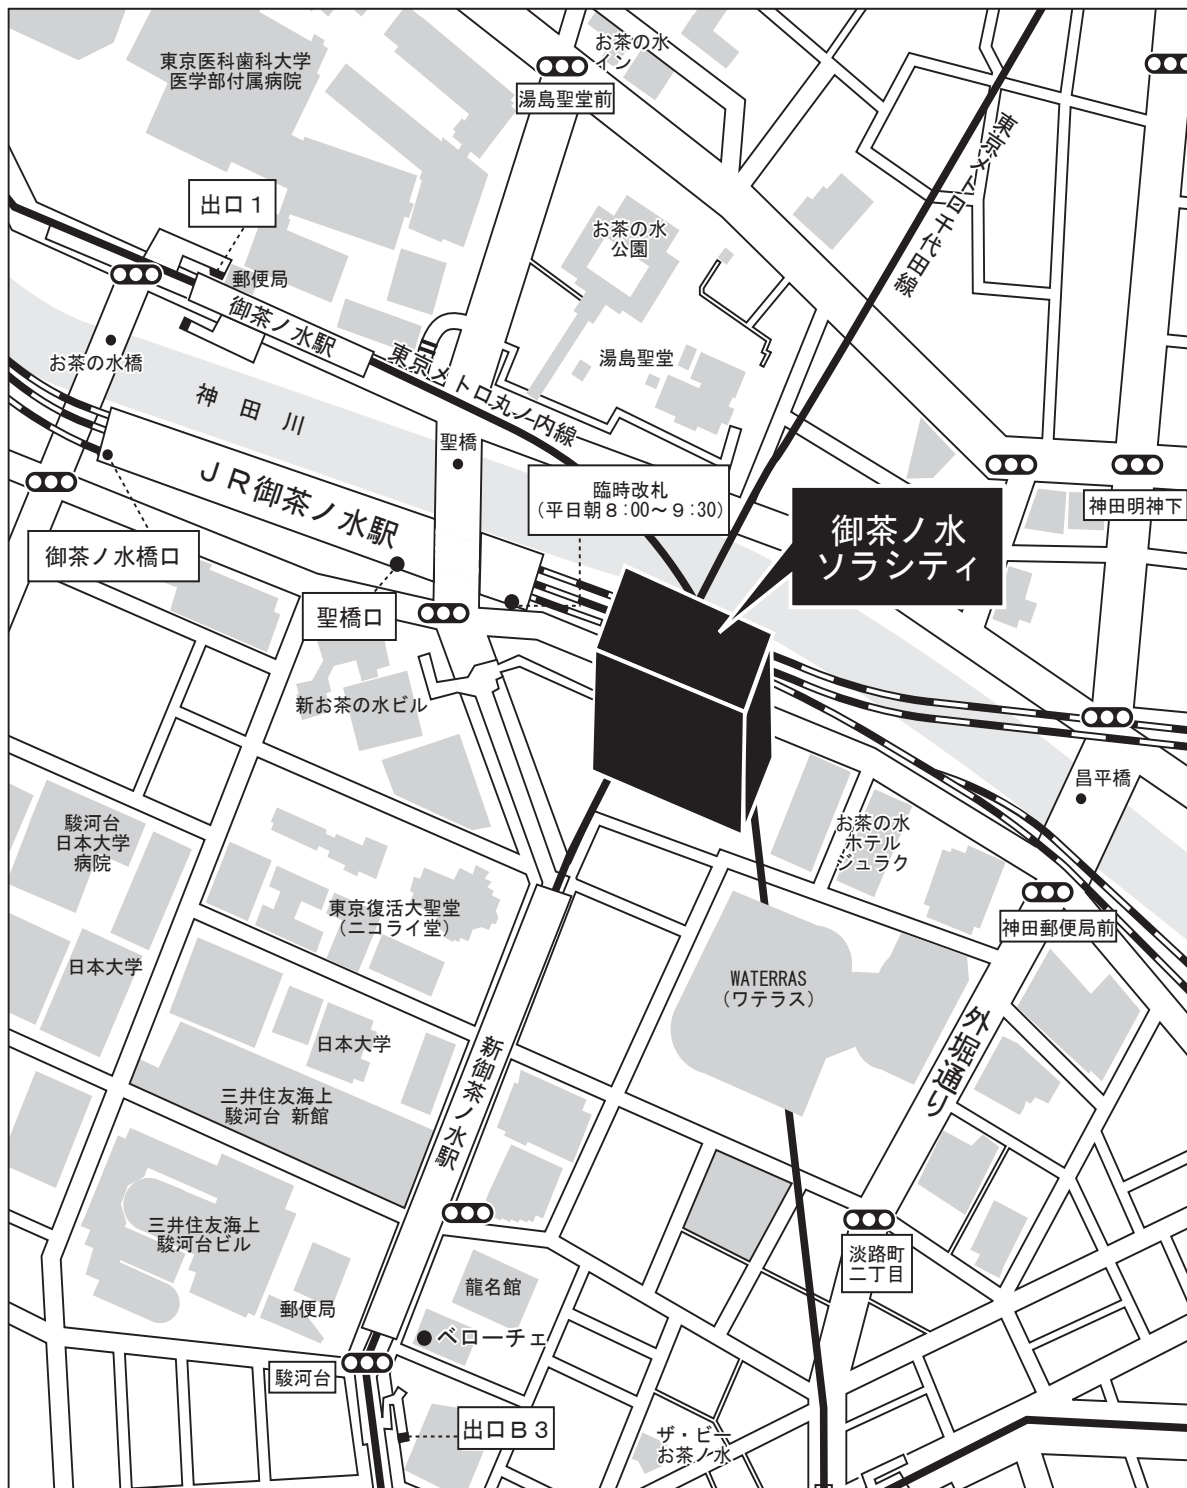 東京医科歯科大学
医学部付属病院
お茶の水
イン
湯島聖堂前
出口1
郵便局
御茶ノ水駅
お茶の水
公園
東京メトロ千代田線
お茶の水橋
神田川
東京メトロ丸ノ内線
湯島聖堂
聖橋
JR御茶ノ水駅
臨時改札
(平日朝8:00〜9:30)
神田明神下
御茶ノ水
ソラシティ
御茶ノ水橋口
聖橋口
新お茶の水ビル
昌平橋
駿河台
日本大学
病院
お茶の水
ホテル
ジュラク
東京復活大聖堂
(ニコライ堂)
神田郵便局前
日本大学
WATERRAS
(ワテラス)
外堀通り
日本大学
新御茶ノ水駅
三井住友海上
駿河台 新館
三井住友海上
駿河台ビル
淡路町
二丁目
龍名館
郵便局
ベローチェ
駿河台
出口B3
ザ・ビー
お茶ノ水